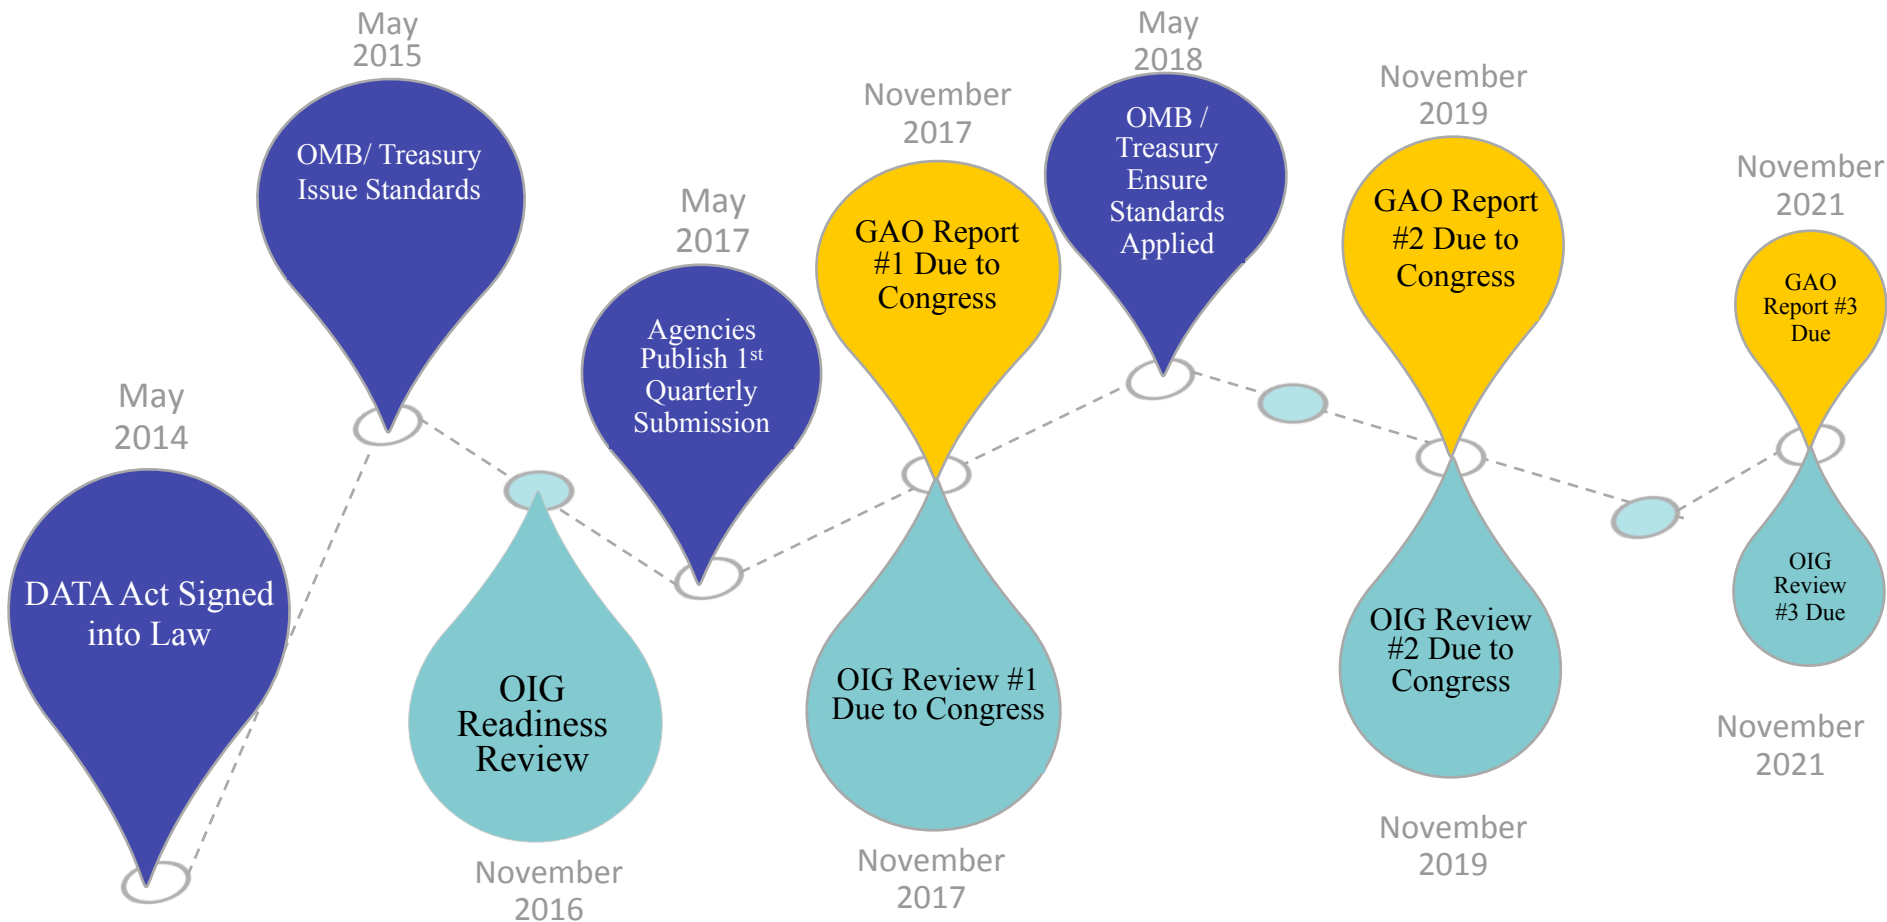 May
2014
DATA Act Signed
into Law
May
2015
OMB/ Treasury
Issue Standards
OIG
Readiness
Review
November
2016
May
2017
Agencies
Publish 1st
Quarterly
Submission
November
2017
GAO Report
#1 Due to
Congress
OIG Review #1
Due to Congress
November
2017
May
2018
OMB /
Treasury
Ensure
Standards
Applied
November
2019
GAO Report
#2 Due to
Congress
OIG Review
#2 Due to
Congress
November
2019
November
2021
GAO
Report #3
Due
OIG
Review
#3 Due
November
2021